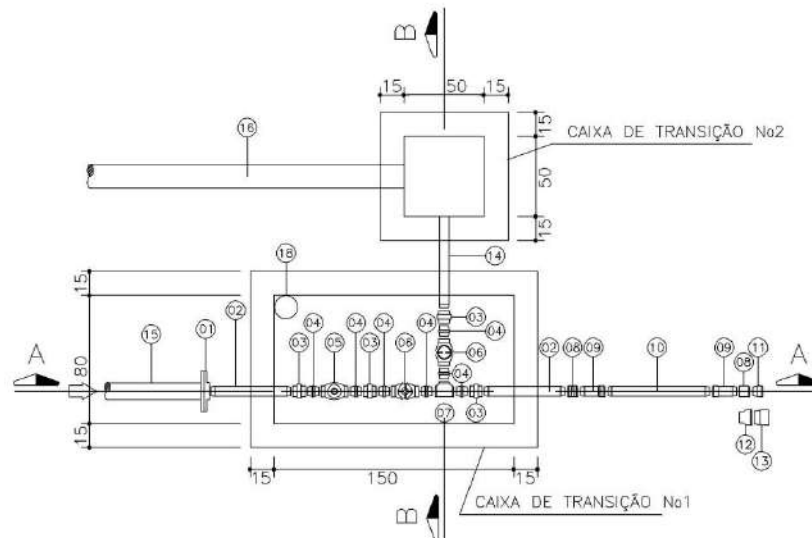 B
15 50 15
15
CAIXA DE TRANSIÇÃO No2
16
50
15
14
18
15
03
04
02
04 04 04
15
01
03 05 03 06
06
04
02 08 09 10 09 08 11
A
80
A
07
03
12 13
15
15 150 15
CAIXA DE TRANSIÇÃO No1
B